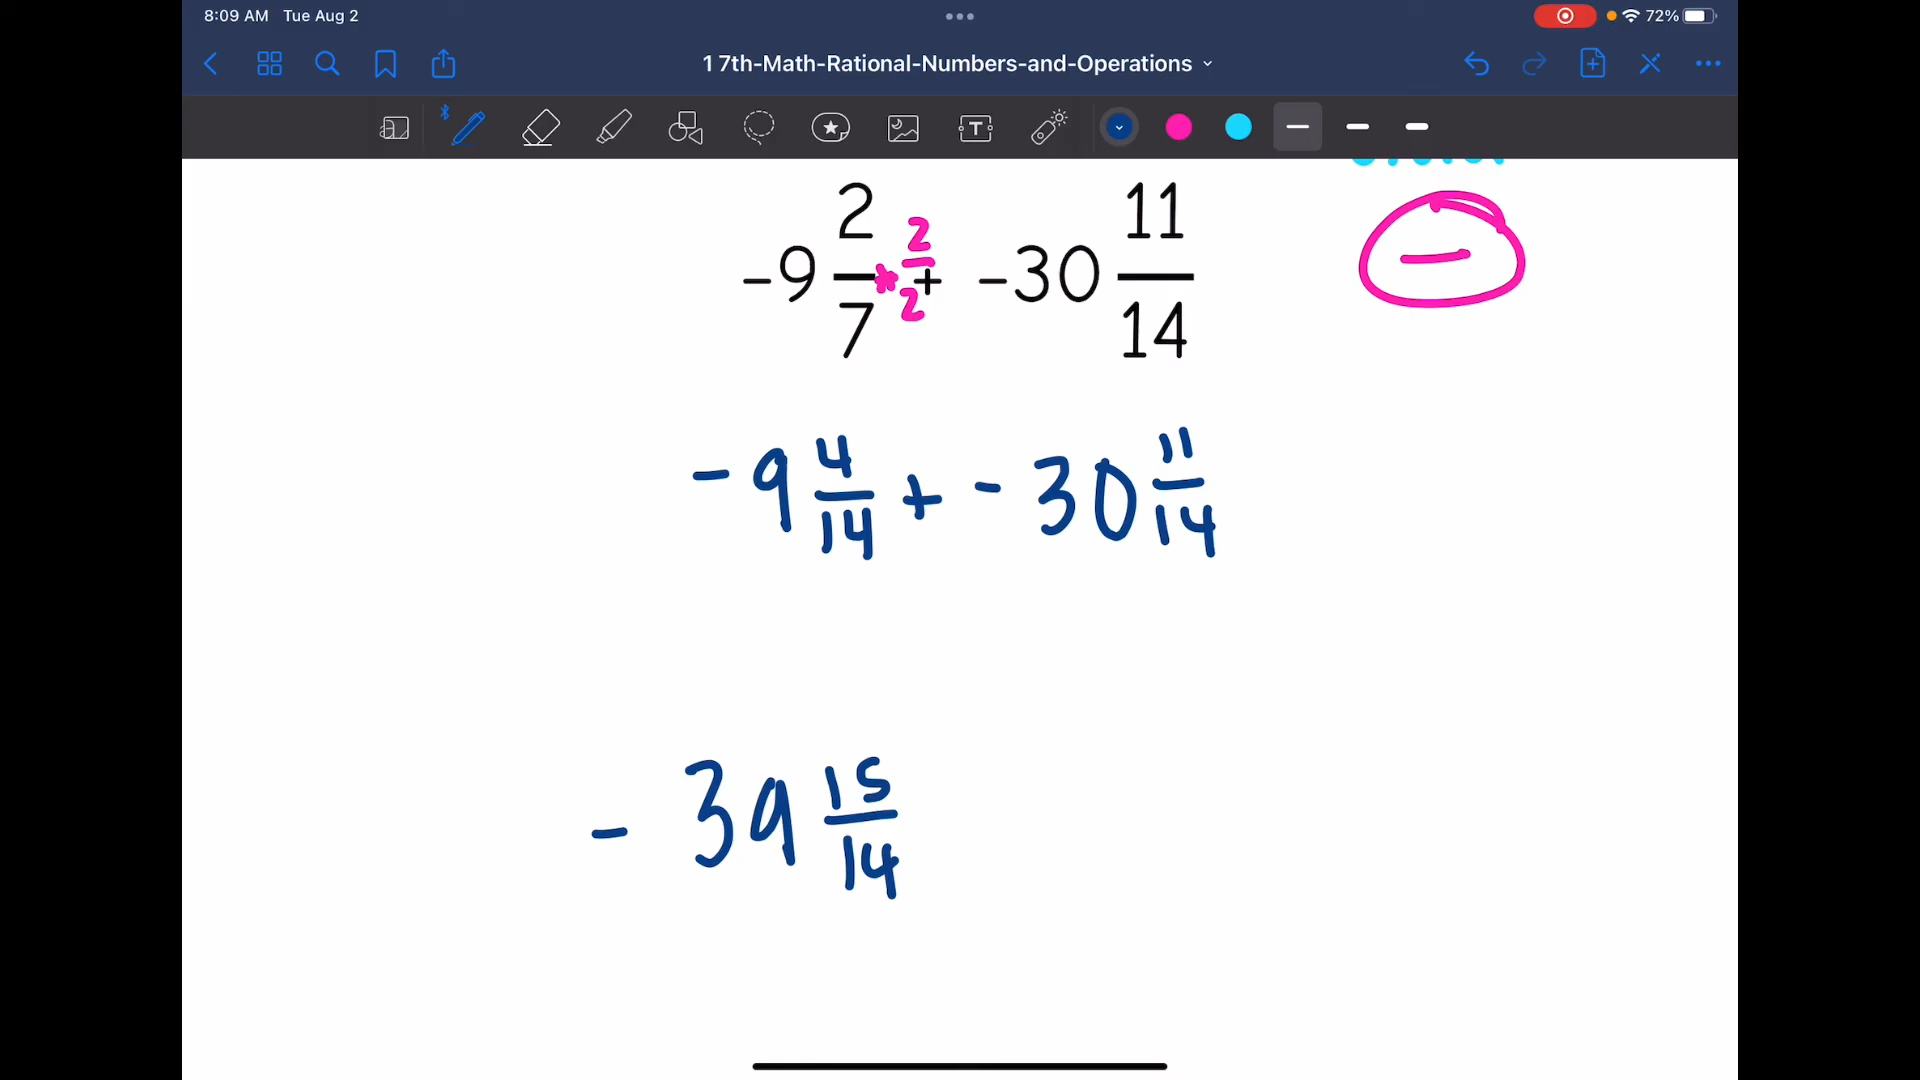 8:09 AM Tue Aug 2 72%
1 7th-Math-Rational-Numbers-and-Operations
T
-9 2/7 * 2/2 + -30 11/14
−
-9 4/14 + -30 11/14
-39 15/14